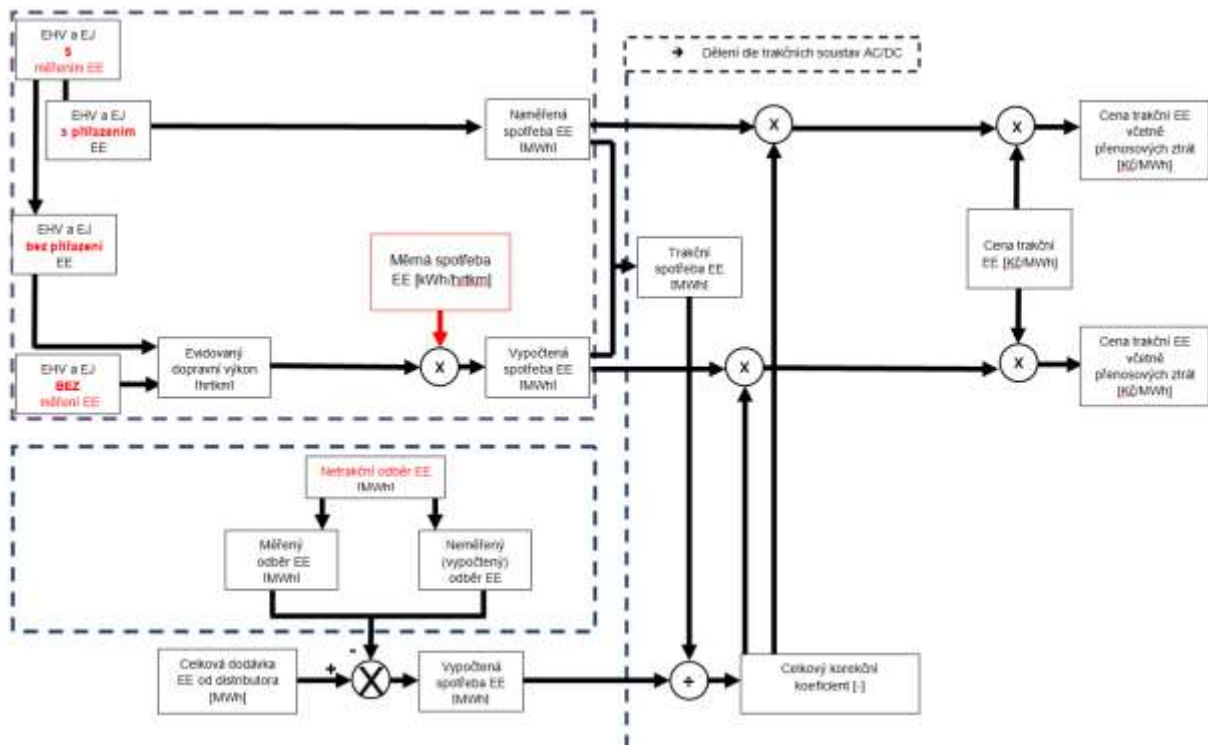 EHV a EJ
S
měřením EE
➔ Dělení dle trakčních soustav AC/DC
EHV a EJ
s přiřazením
EE
Naměřená
spotřeba EE
[MWh]
X
X
Cena trakční EE
včetně
přenosových ztrát
[Kč/MWh]
EHV a EJ
bez přiřazení
EE
Měrná spotřeba
EE [kWh/hrtkm]
Trakční
spotřeba EE
[MWh]
Cena trakční
EE [Kč/MWh]
EHV a EJ
BEZ
měření EE
Evidovaný
dopravní výkon
[hrtkm]
X
Vypočtená
spotřeba EE
[MWh]
X
X
Cena trakční EE
včetně
přenosových ztrát
[Kč/MWh]
Netrakční odběr EE
[MWh]
Měřený
odběr EE
[MWh]
Neměřený
(vypočtený)
odběr EE
Celková dodávka
EE od distributora
[MWh]
+
-
X
Vypočtená
spotřeba EE
[MWh]
÷
Celkový korekční
koeficient [-]